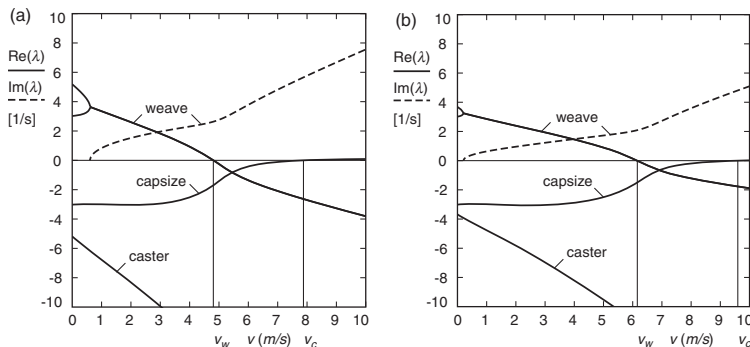 (a)
Re(λ)
Im(λ)
[1/s]
10
8
6
4
2
0
-2
-4
-6
-8
-10
weave
capsize
caster
0 1 2 3 4 5 6 7 8 9 10
v_w v (m/s) v_c
(b)
Re(λ)
Im(λ)
[1/s]
10
8
6
4
2
0
-2
-4
-6
-8
-10
weave
capsize
caster
0 1 2 3 4 5 6 7 8 9 10
v_w v (m/s) v_c